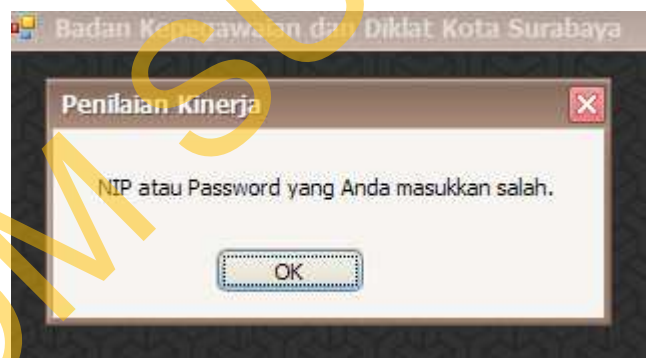 Badan Kepegawaian dan Diklat Kota Surabaya
Penilaian Kinerja
NIP atau Password yang Anda masukkan salah.
OK